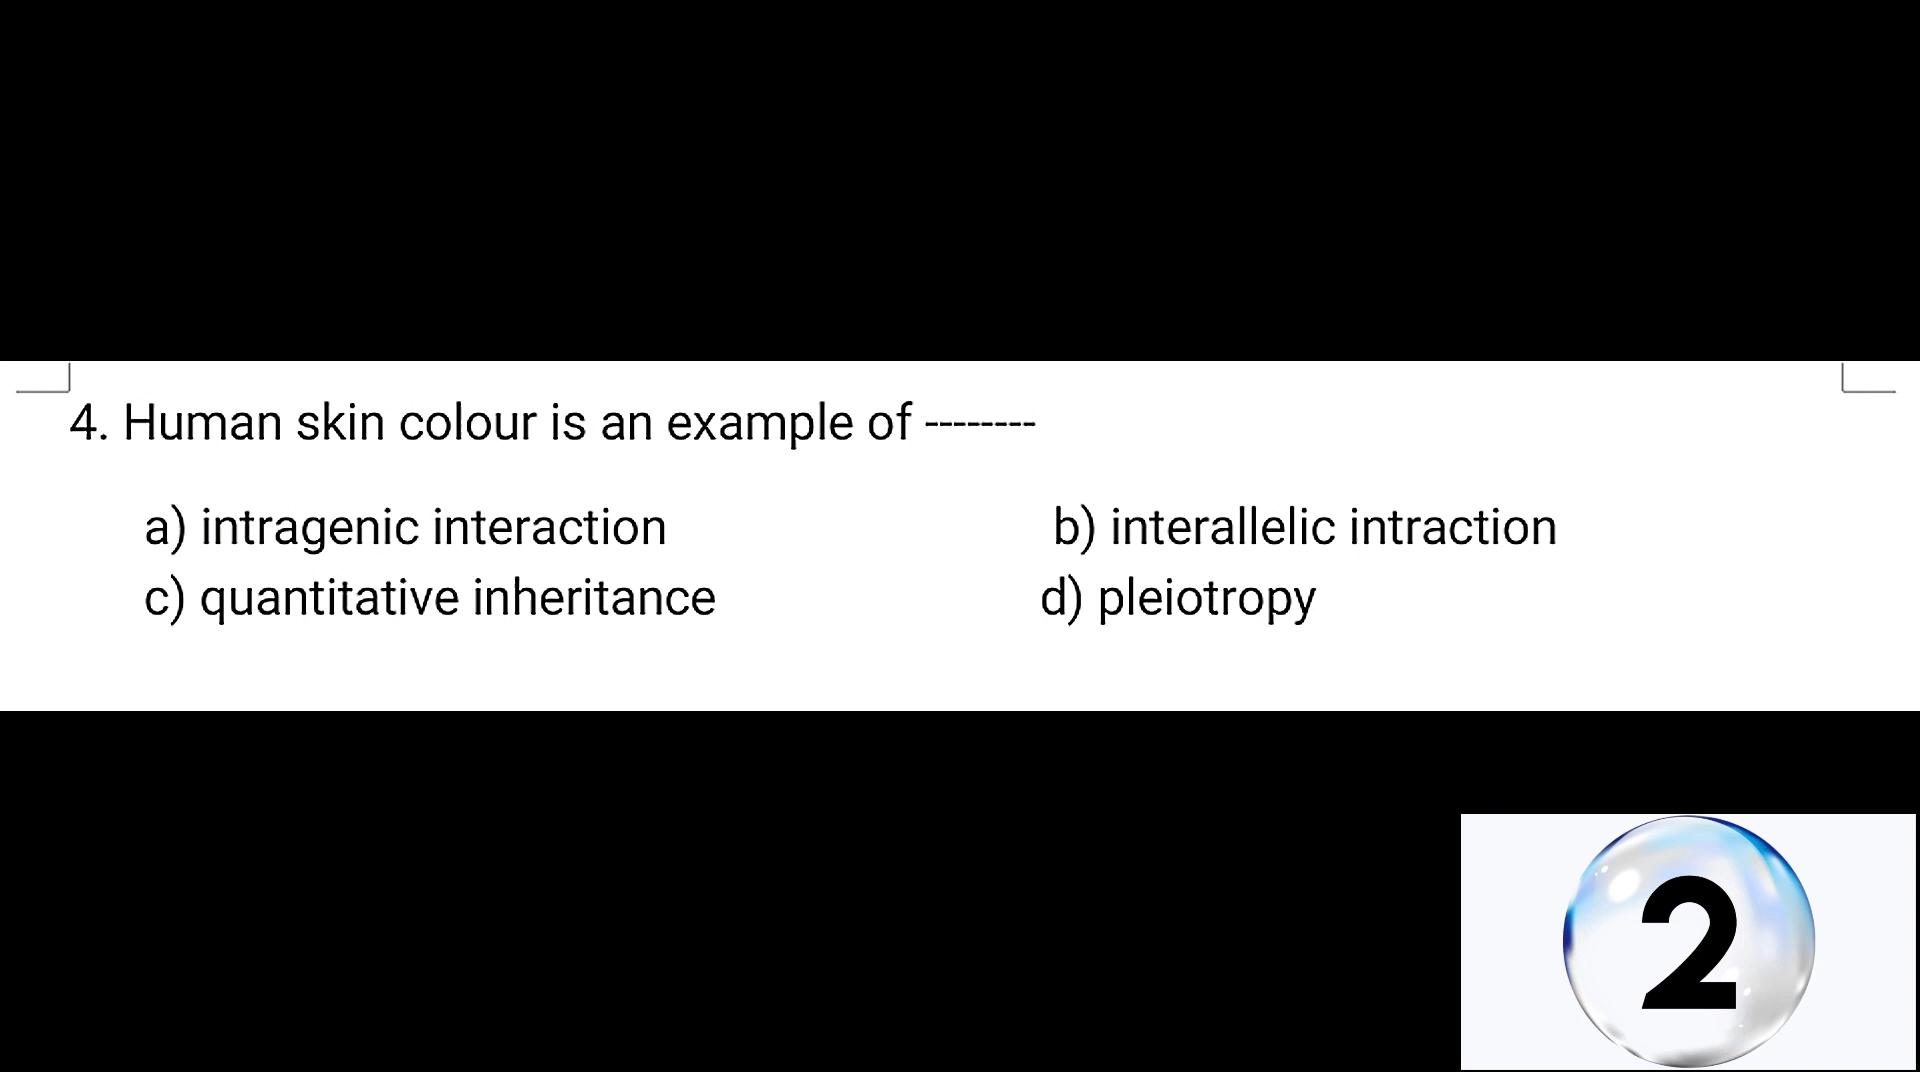 4. Human skin colour is an example of --------
a) intragenic interaction b) interallelic intraction
c) quantitative inheritance d) pleiotropy
2